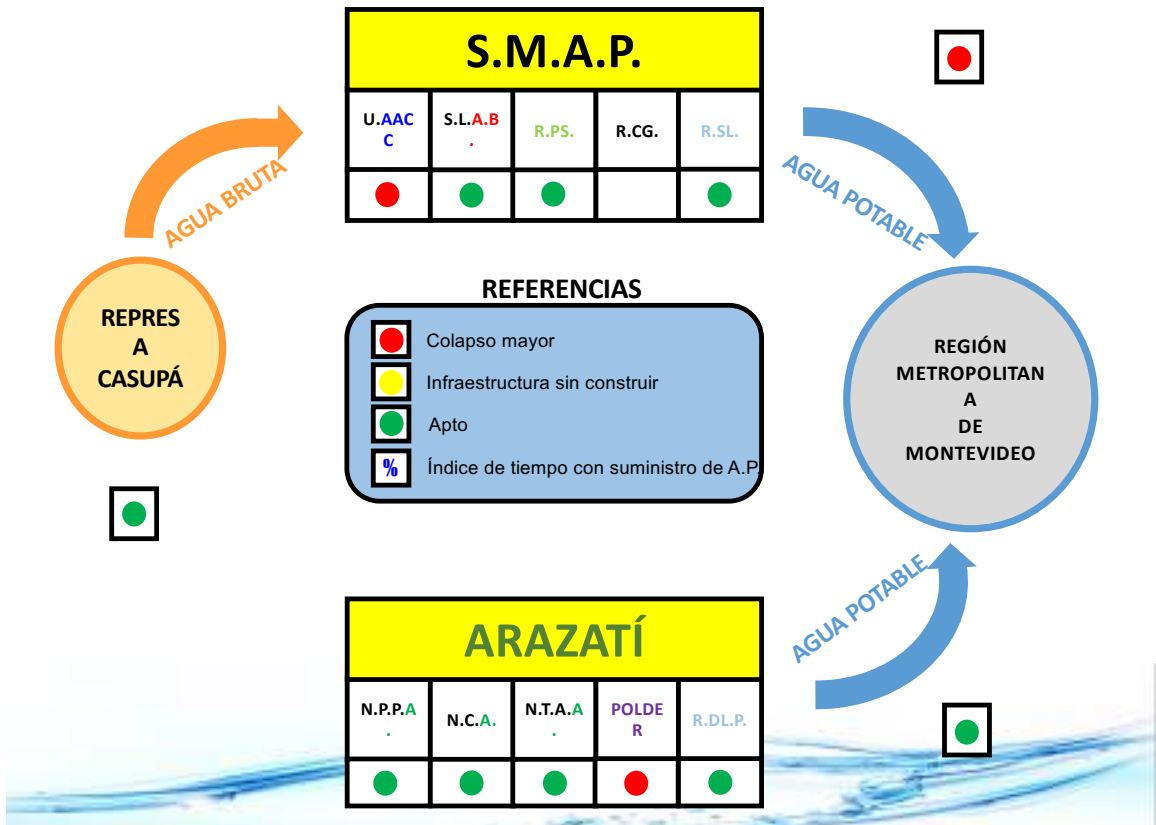 S.M.A.P.
U.AAC
C
S.L.A.B
.
R.PS.
R.CG.
R.SL.
AGUA BRUTA
AGUA POTABLE
REPRES
A
CASUPÁ
REFERENCIAS
Colapso mayor
Infraestructura sin construir
Apto
% Índice de tiempo con suministro de A.P.
REGIÓN
METROPOLITAN
A
DE
MONTEVIDEO
AGUA POTABLE
ARAZATÍ
N.P.P.A
.
N.C.A.
N.T.A.A
.
POLDE
R
R.DL.P.